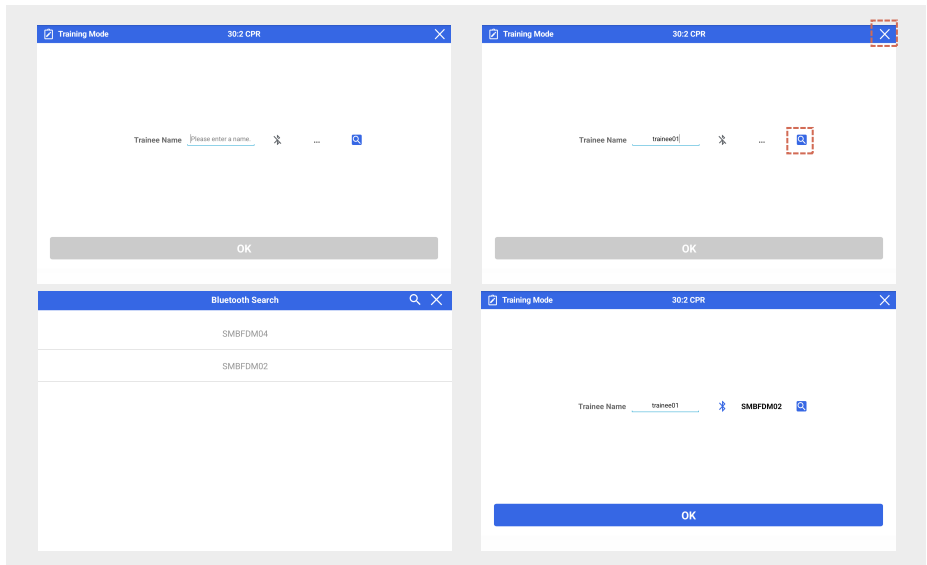 Training Mode 30:2 CPR
Trainee Name Please enter a name. ...
OK
Training Mode 30:2 CPR
Trainee Name trainee01 ...
OK
Bluetooth Search
SMBFDM04
SMBFDM02
Training Mode 30:2 CPR
Trainee Name trainee01 SMBFDM02
OK